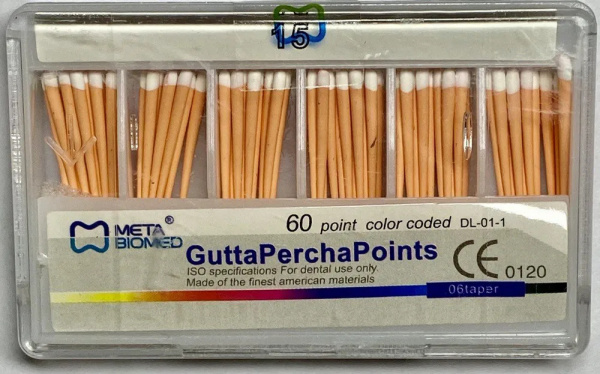 15
META ®
BIOMED
60 point color coded DL-01-1
GuttaPerchaPoints
ISO specifications For dental use only.
Made of the finest american materials
CE 0120
06taper